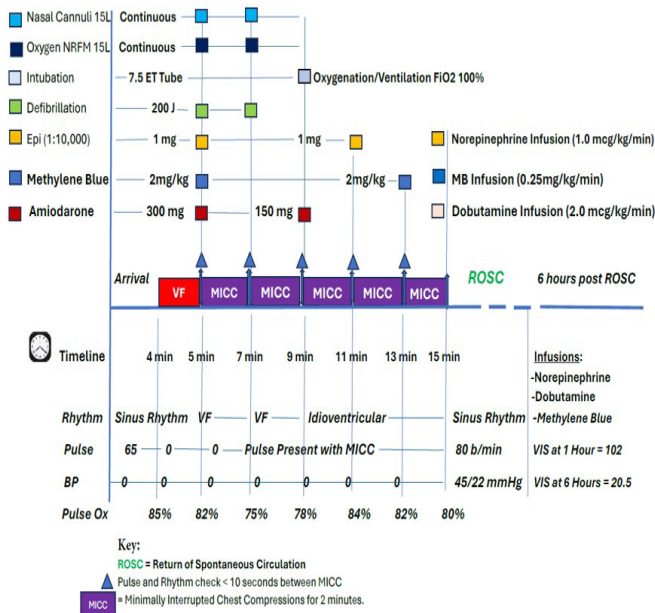 Nasal Cannuli 15L Continuous
Oxygen NRFM 15L Continuous
Intubation 7.5 ET Tube Oxygenation/Ventilation FiO2 100%
Defibrillation 200 J
Epi (1:10,000) 1 mg 1 mg Norepinephrine Infusion (1.0 mcg/kg/min)
Methylene Blue 2mg/kg 2mg/kg MB Infusion (0.25mg/kg/min)
Amiodarone 300 mg 150 mg Dobutamine Infusion (2.0 mcg/kg/min)
Arrival ROSC 6 hours post ROSC
VF MICC MICC MICC MICC MICC
Timeline 4 min 5 min 7 min 9 min 11 min 13 min 15 min
Infusions:
-Norepinephrine
-Dobutamine
Rhythm Sinus Rhythm VF VF Idioventricular Sinus Rhythm -Methylene Blue
Pulse 65 0 0 Pulse Present with MICC 80 b/min VIS at 1 Hour = 102
BP 0 0 0 0 0 0 0 45/22 mmHg VIS at 6 Hours = 20.5
Pulse Ox 85% 82% 75% 78% 84% 82% 80%
Key:
ROSC = Return of Spontaneous Circulation
Pulse and Rhythm check < 10 seconds between MICC
MICC = Minimally Interrupted Chest Compressions for 2 minutes.